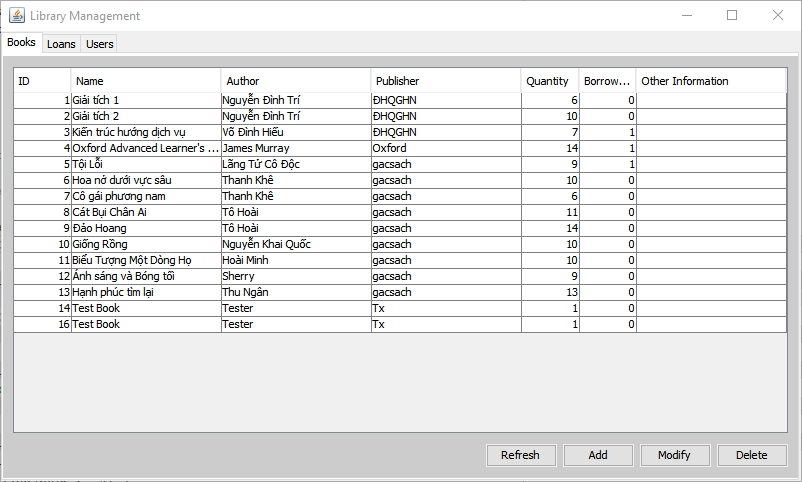 Library Management
Books Loans Users
ID Name Author Publisher Quantity Borrow... Other Information
1 Giải tích 1 Nguyễn Đình Trí ĐHQGHN 6 0
2 Giải tích 2 Nguyễn Đình Trí ĐHQGHN 10 0
3 Kiến trúc hướng dịch vụ Võ Đình Hiếu ĐHQGHN 7 1
4 Oxford Advanced Learner's ... James Murray Oxford 14 1
5 Tội Lỗi Lãng Tử Cô Độc gacsach 9 1
6 Hoa nở dưới vực sâu Thanh Khê gacsach 10 0
7 Cô gái phương nam Thanh Khê gacsach 6 0
8 Cát Bụi Chân Ai Tô Hoài gacsach 11 0
9 Đảo Hoang Tô Hoài gacsach 14 0
10 Giống Rồng Nguyễn Khai Quốc gacsach 10 0
11 Biểu Tượng Một Dòng Họ Hoài Minh gacsach 10 0
12 Ánh sáng và Bóng tối Sherry gacsach 9 0
13 Hạnh phúc tìm lại Thu Ngân gacsach 13 0
14 Test Book Tester Tx 1 0
16 Test Book Tester Tx 1 0
Refresh Add Modify Delete